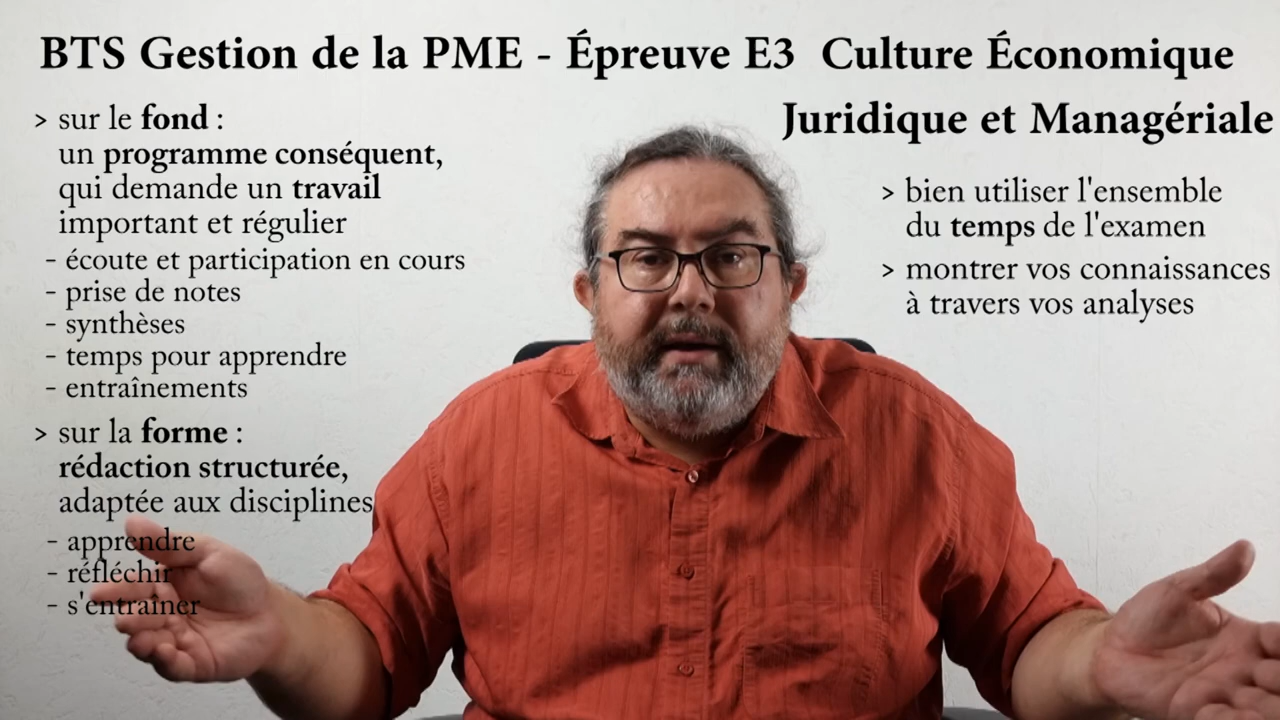 BTS Gestion de la PME - Épreuve E3 Culture Économique
Juridique et Managériale
> sur le fond :
un programme conséquent,
qui demande un travail
important et régulier
- écoute et participation en cours
- prise de notes
- synthèses
- temps pour apprendre
- entraînements
> sur la forme :
rédaction structurée,
adaptée aux disciplines
- apprendre
- réfléchir
- s'entraîner
> bien utiliser l'ensemble
du temps de l'examen
> montrer vos connaissances
à travers vos analyses